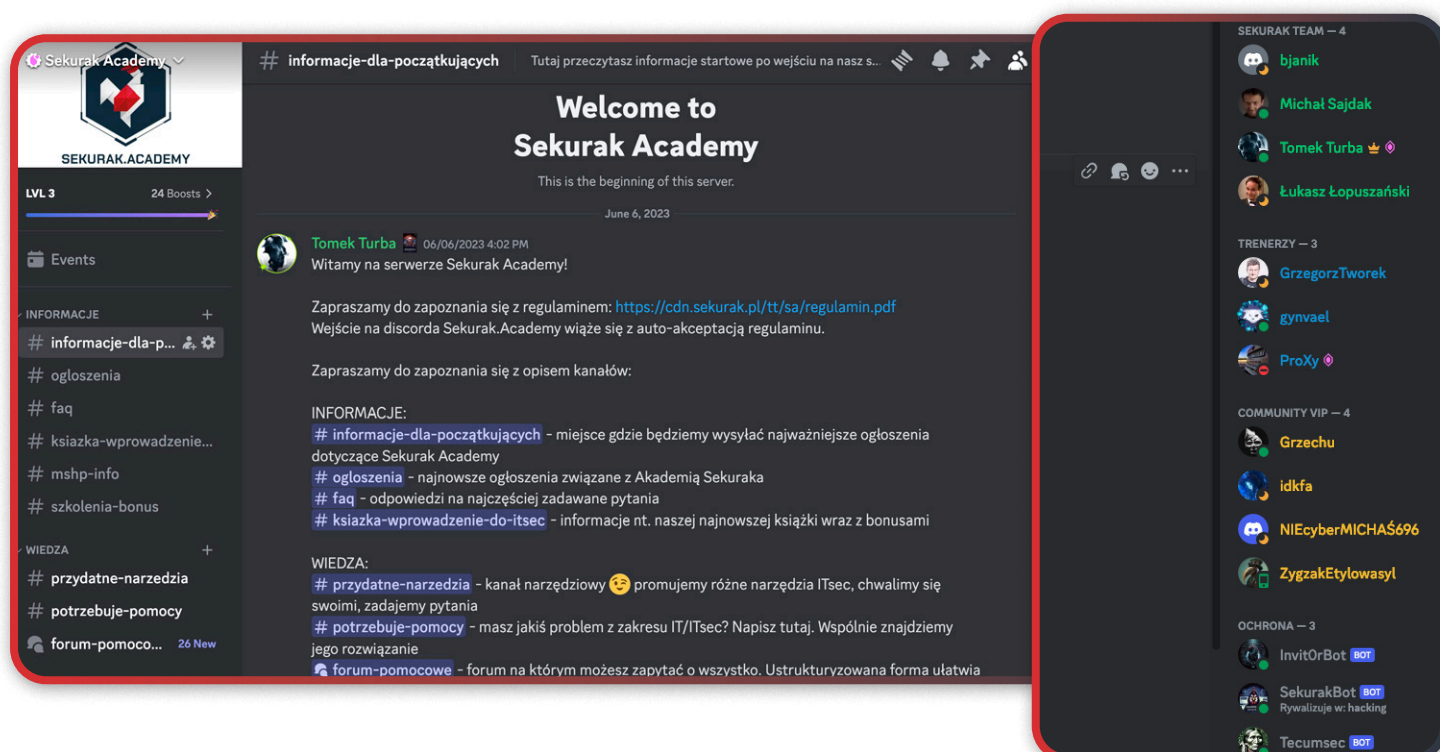 Sekurak Academy
SEKURAK.ACADEMY
LVL 3
24 Boosts
Events
INFORMACJE
# informacje-dla-p...
# ogloszenia
# faq
# ksiazka-wprowadzenie...
# mshp-info
# szkolenia-bonus
WIEDZA
# przydatne-narzedzia
# potrzebuje-pomocy
forum-pomoco... 26 New
# informacje-dla-początkujących
Tutaj przeczytasz informacje startowe po wejściu na nasz s...
Welcome to
Sekurak Academy
This is the beginning of this server.
June 6, 2023
Tomek Turba 06/06/2023 4:02 PM
Witamy na serwerze Sekurak Academy!
Zapraszamy do zapoznania się z regulaminem: https://cdn.sekurak.pl/tt/sa/regulamin.pdf
Wejście na discorda Sekurak.Academy wiąże się z auto-akceptacją regulaminu.
Zapraszamy do zapoznania się z opisem kanałów:
INFORMACJE:
# informacje-dla-początkujących - miejsce gdzie będziemy wysyłać najważniejsze ogłoszenia
dotyczące Sekurak Academy
# ogloszenia - najnowsze ogłoszenia związane z Akademią Sekuraka
# faq - odpowiedzi na najczęściej zadawane pytania
# ksiazka-wprowadzenie-do-itsec - informacje nt. naszej najnowszej książki wraz z bonusami
WIEDZA:
# przydatne-narzedzia - kanał narzędziowy 😉 promujemy różne narzędzia ITsec, chwalimy się
swoimi, zadajemy pytania
# potrzebuje-pomocy - masz jakiś problem z zakresu IT/ITsec? Napisz tutaj. Wspólnie znajdziemy
jego rozwiązanie
forum-pomocowe - forum na którym możesz zapytać o wszystko. Ustrukturyzowana forma ułatwia
SEKURAK TEAM — 4
bjanik
Michał Sajdak
Tomek Turba
Łukasz Łopuszański
TRENERZY — 3
GrzegorzTworek
gynvael
ProXy
COMMUNITY VIP — 4
Grzechu
idkfa
NIEcyberMICHAŚ696
ZygzakEtylowasyl
OCHRONA — 3
Invit0rBot BOT
SekurakBot BOT
Rywalizuje w: hacking
Tecumsec BOT